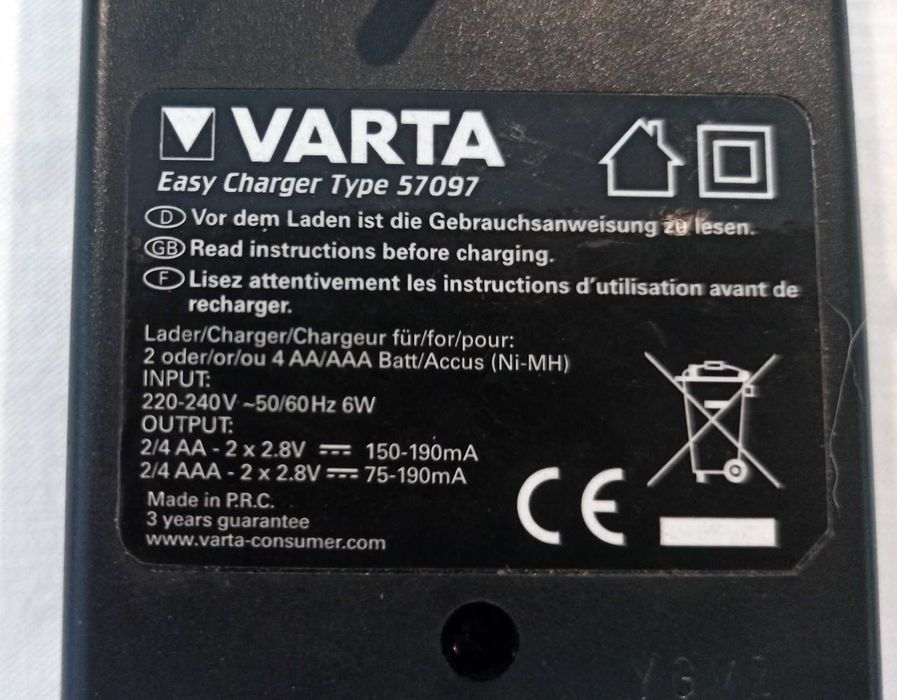 VARTA
Easy Charger Type 57097
D Vor dem Laden ist die Gebrauchsanweisung zu lesen.
GB Read instructions before charging.
F Lisez attentivement les instructions d'utilisation avant de
recharger.
Lader/Charger/Chargeur für/for/pour:
2 oder/or/ou 4 AA/AAA Batt/Accus (Ni-MH)
INPUT:
220-240V ~50/60Hz 6W
OUTPUT:
2/4 AA - 2 x 2.8V ⎓ 150-190mA
2/4 AAA - 2 x 2.8V ⎓ 75-190mA
Made in P.R.C.
3 years guarantee
www.varta-consumer.com
CE